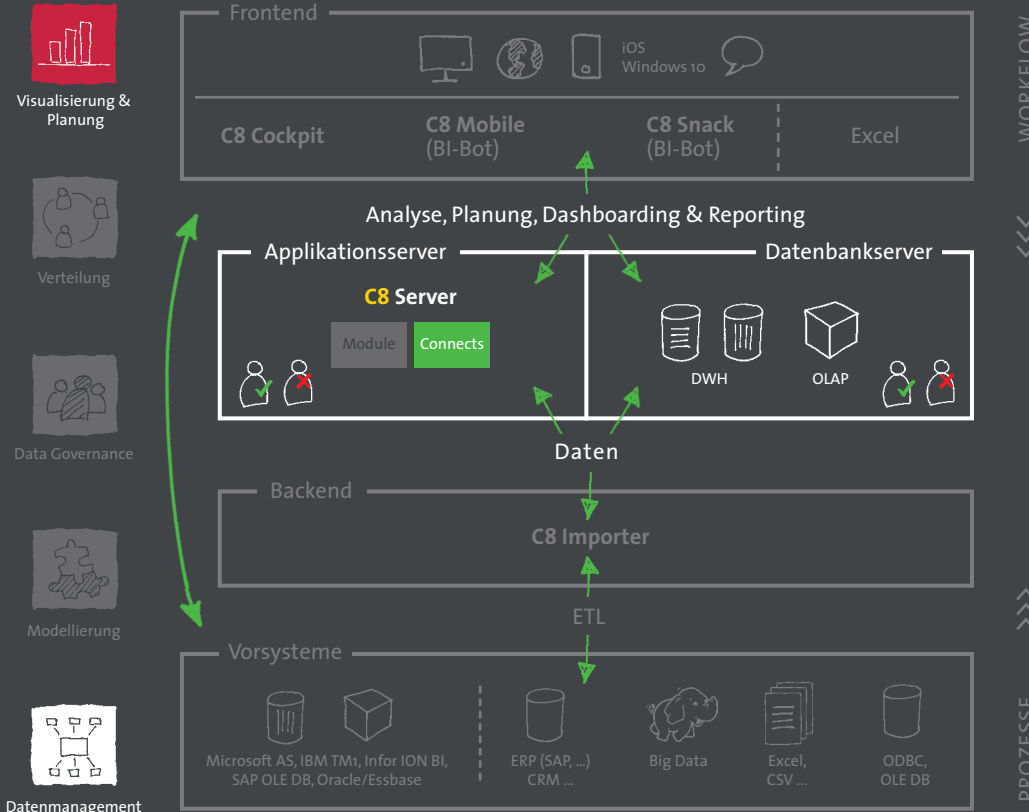 Frontend
iOS
Windows 10
C8 Cockpit
C8 Mobile
(BI-Bot)
C8 Snack
(BI-Bot)
Excel
Visualisierung &
Planung
Analyse, Planung, Dashboarding & Reporting
Applikationsserver
Datenbankserver
C8 Server
Module
Connects
DWH
OLAP
Verteilung
Daten
Data Governance
Backend
C8 Importer
ETL
Modellierung
Vorsysteme
Microsoft AS, IBM TM1, Infor ION BI,
SAP OLE DB, Oracle/Essbase
ERP (SAP, ...)
CRM ...
Big Data
Excel,
CSV ...
ODBC,
OLE DB
Datenmanagement
WORKFLOW
PROZESSE